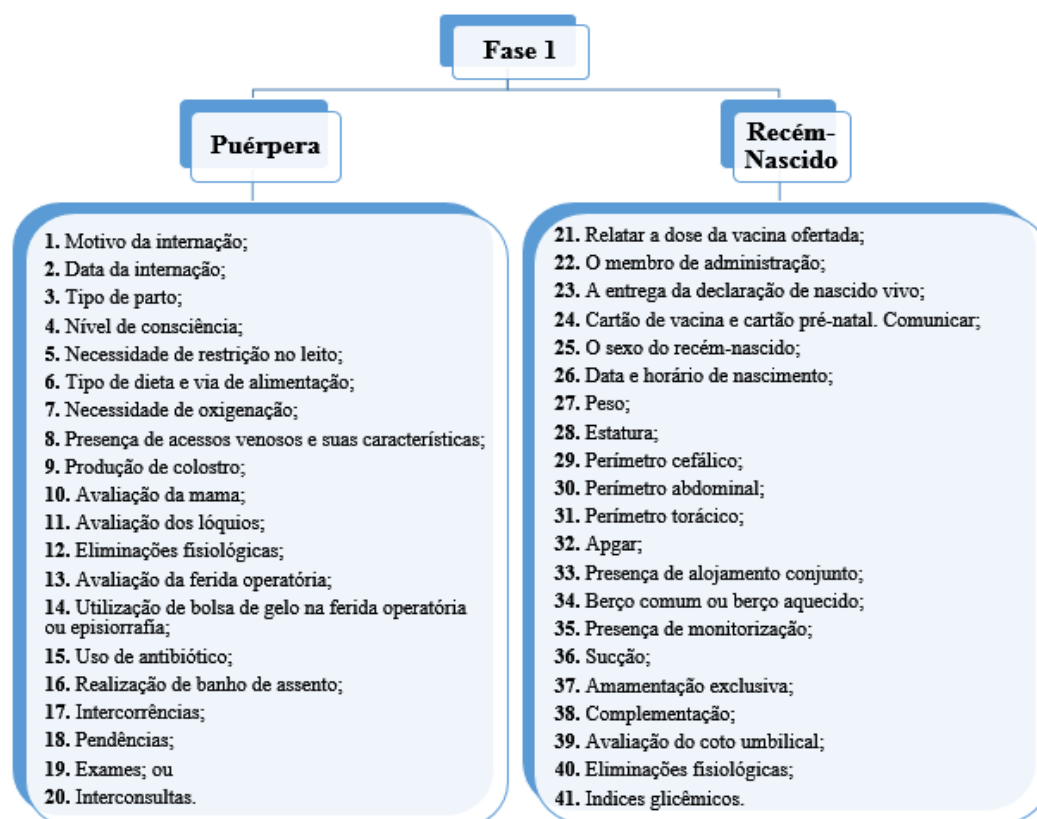 Fase 1
Puérpera
Recém-
Nascido
1. Motivo da internação;
2. Data da internação;
3. Tipo de parto;
4. Nível de consciência;
5. Necessidade de restrição no leito;
6. Tipo de dieta e via de alimentação;
7. Necessidade de oxigenação;
8. Presença de acessos venosos e suas características;
9. Produção de colostro;
10. Avaliação da mama;
11. Avaliação dos lóquios;
12. Eliminações fisiológicas;
13. Avaliação da ferida operatória;
14. Utilização de bolsa de gelo na ferida operatória
ou episiorrafia;
15. Uso de antibiótico;
16. Realização de banho de assento;
17. Intercorrências;
18. Pendências;
19. Exames; ou
20. Interconsultas.
21. Relatar a dose da vacina ofertada;
22. O membro de administração;
23. A entrega da declaração de nascido vivo;
24. Cartão de vacina e cartão pré-natal. Comunicar;
25. O sexo do recém-nascido;
26. Data e horário de nascimento;
27. Peso;
28. Estatura;
29. Perímetro cefálico;
30. Perímetro abdominal;
31. Perímetro torácico;
32. Apgar;
33. Presença de alojamento conjunto;
34. Berço comum ou berço aquecido;
35. Presença de monitorização;
36. Sucção;
37. Amamentação exclusiva;
38. Complementação;
39. Avaliação do coto umbilical;
40. Eliminações fisiológicas;
41. Indices glicêmicos.